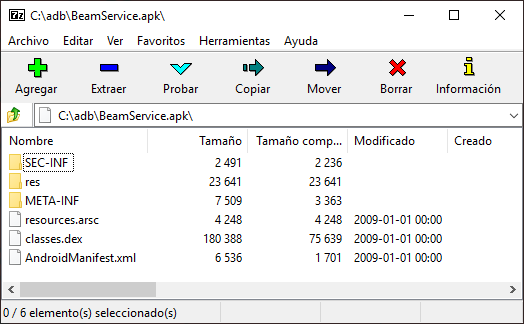 7z C:\adb\BeamService.apk\
Archivo Editar Ver Favoritos Herramientas Ayuda
Agregar Extraer Probar Copiar Mover Borrar Información
C:\adb\BeamService.apk\
Nombre Tamaño Tamaño comp... Modificado Creado
SEC-INF 2 491 2 236
res 23 641 23 641
META-INF 7 509 3 363
resources.arsc 4 248 4 248 2009-01-01 00:00
classes.dex 180 388 75 639 2009-01-01 00:00
AndroidManifest.xml 6 536 1 701 2009-01-01 00:00
0 / 6 elemento(s) seleccionado(s)